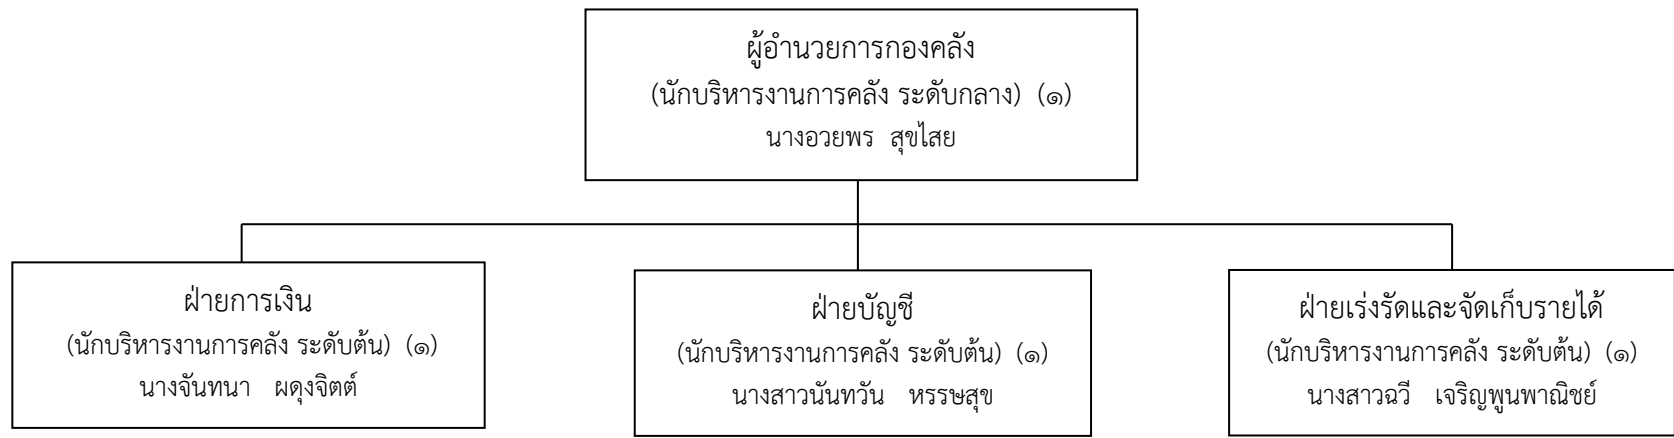 ผู้อำนวยการกองคลัง
(นักบริหารงานการคลัง ระดับกลาง) (๑)
นางอวยพร สุขไสย
ฝ่ายการเงิน
(นักบริหารงานการคลัง ระดับต้น) (๑)
นางจันทนา ผดุงจิตต์
ฝ่ายบัญชี
(นักบริหารงานการคลัง ระดับต้น) (๑)
นางสาวนันทวัน หรรษสุข
ฝ่ายเร่งรัดและจัดเก็บรายได้
(นักบริหารงานการคลัง ระดับต้น) (๑)
นางสาวฉวี เจริญพูนพาณิชย์